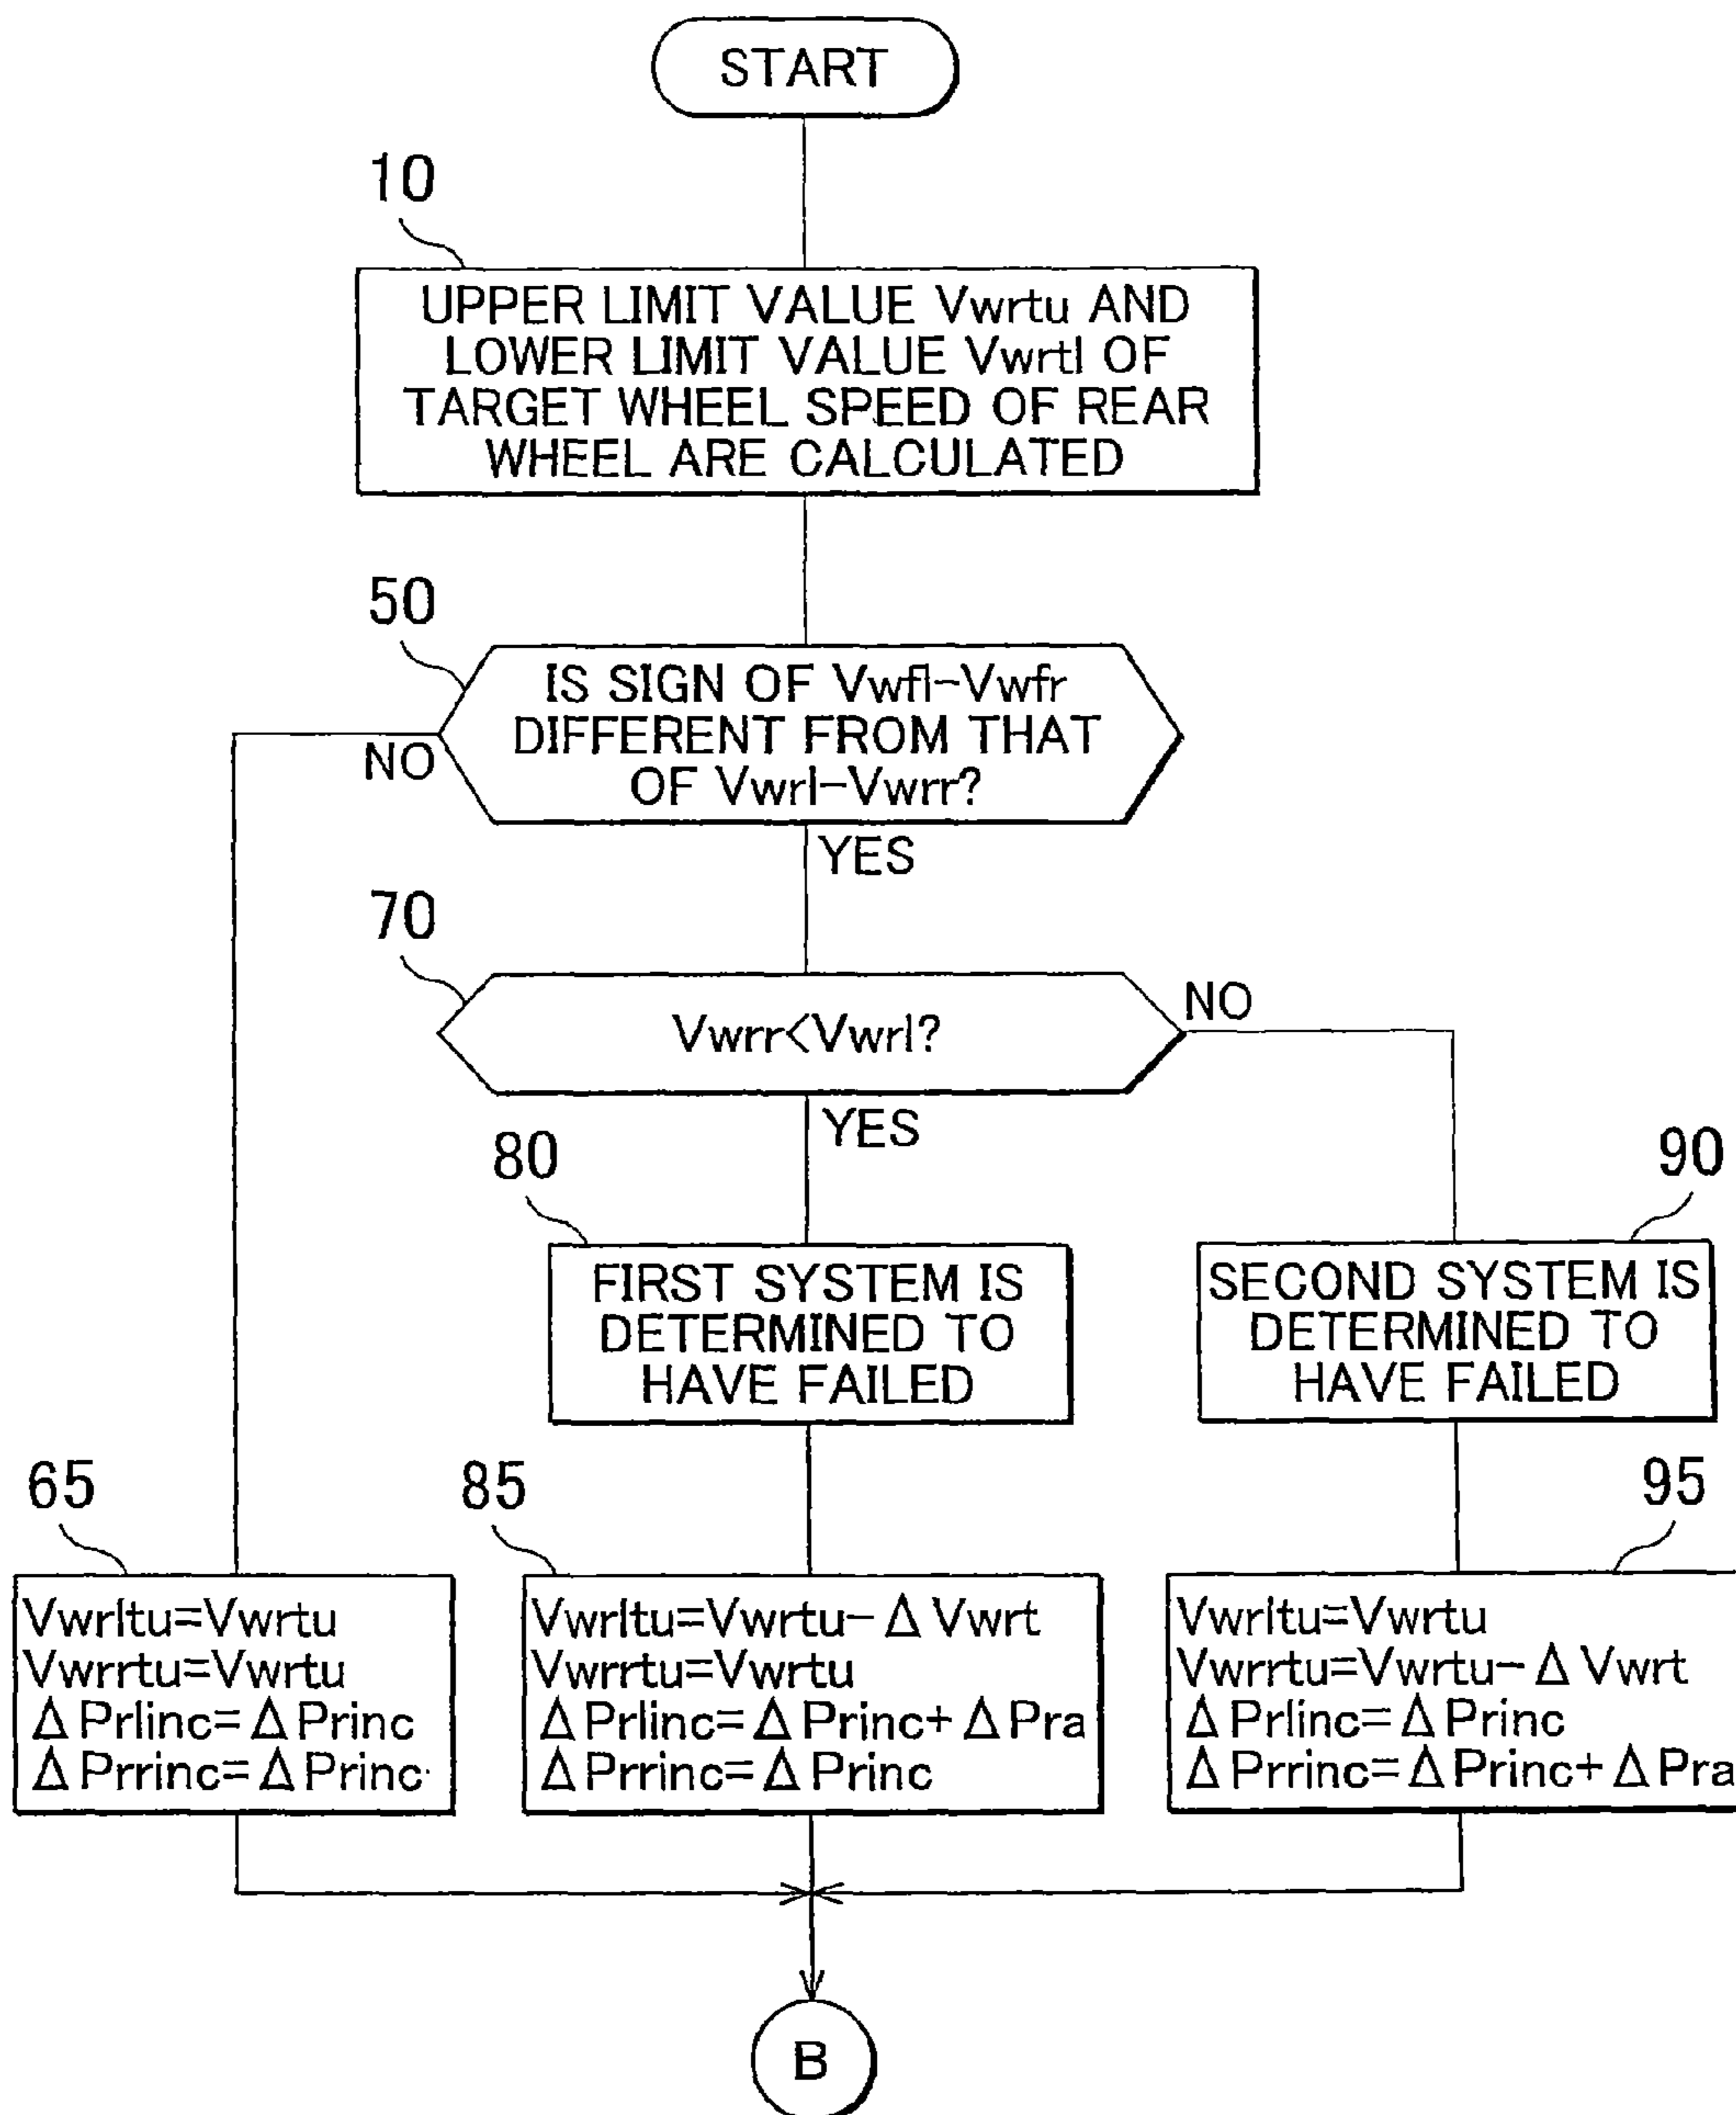 START
10
UPPER LIMIT VALUE Vwrtu AND
LOWER LIMIT VALUE Vwrtl OF
TARGET WHEEL SPEED OF REAR
WHEEL ARE CALCULATED
50
IS SIGN OF Vwfl-Vwfr
DIFFERENT FROM THAT
OF Vwrl-Vwrr?
NO
YES
70
Vwrr<Vwrl?
NO
YES
80
FIRST SYSTEM IS
DETERMINED TO
HAVE FAILED
90
SECOND SYSTEM IS
DETERMINED TO
HAVE FAILED
65
Vwrltu=Vwrtu
Vwrrtu=Vwrtu
ΔPrlinc=ΔPrinc
ΔPrrinc=ΔPrinc
85
Vwrltu=Vwrtu-ΔVwrt
Vwrrtu=Vwrtu
ΔPrlinc=ΔPrinc+ΔPra
ΔPrrinc=ΔPrinc
95
Vwrltu=Vwrtu
Vwrrtu=Vwrtu-ΔVwrt
ΔPrlinc=ΔPrinc
ΔPrrinc=ΔPrinc+ΔPra
B